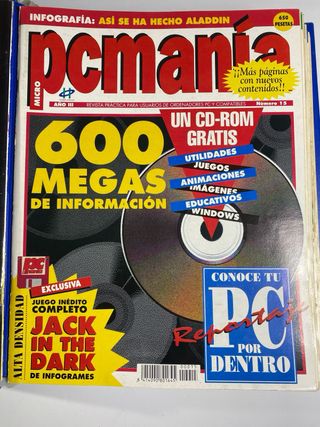 INFOGRAFÍA: ASÍ SE HA HECHO ALADDIN
650
PESETAS
MICRO
pcmanía
¡¡Más páginas
con nuevos
contenidos!!
AÑO III
REVISTA PRÁCTICA PARA USUARIOS DE ORDENADORES PC Y COMPATIBLES
Número 15
UN CD-ROM
GRATIS
600
MEGAS
DE INFORMACIÓN
UTILIDADES
JUEGOS
ANIMACIONES
IMÁGENES
EDUCATIVOS
WINDOWS
ALTA DENSIDAD
EXCLUSIVA
JUEGO INÉDITO
COMPLETO
JACK
IN THE
DARK
DE INFOGRAMES
CONOCE TU
PC
POR
DENTRO
Reportaje
00015